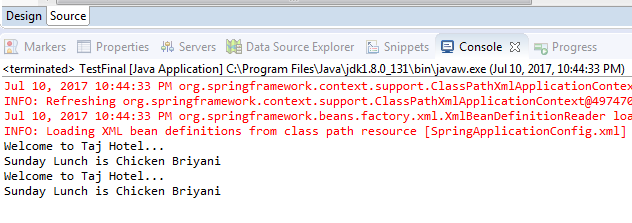 Design Source
Markers Properties Servers Data Source Explorer Snippets Console Progress
<terminated> TestFinal [Java Application] C:\Program Files\Java\jdk1.8.0_131\bin\javaw.exe (Jul 10, 2017, 10:44:33 PM)
Jul 10, 2017 10:44:33 PM org.springframework.context.support.ClassPathXmlApplicationContex
INFO: Refreshing org.springframework.context.support.ClassPathXmlApplicationContext@497470
Jul 10, 2017 10:44:33 PM org.springframework.beans.factory.xml.XmlBeanDefinitionReader loa
INFO: Loading XML bean definitions from class path resource [SpringApplicationConfig.xml]
Welcome to Taj Hotel...
Sunday Lunch is Chicken Briyani
Welcome to Taj Hotel...
Sunday Lunch is Chicken Briyani